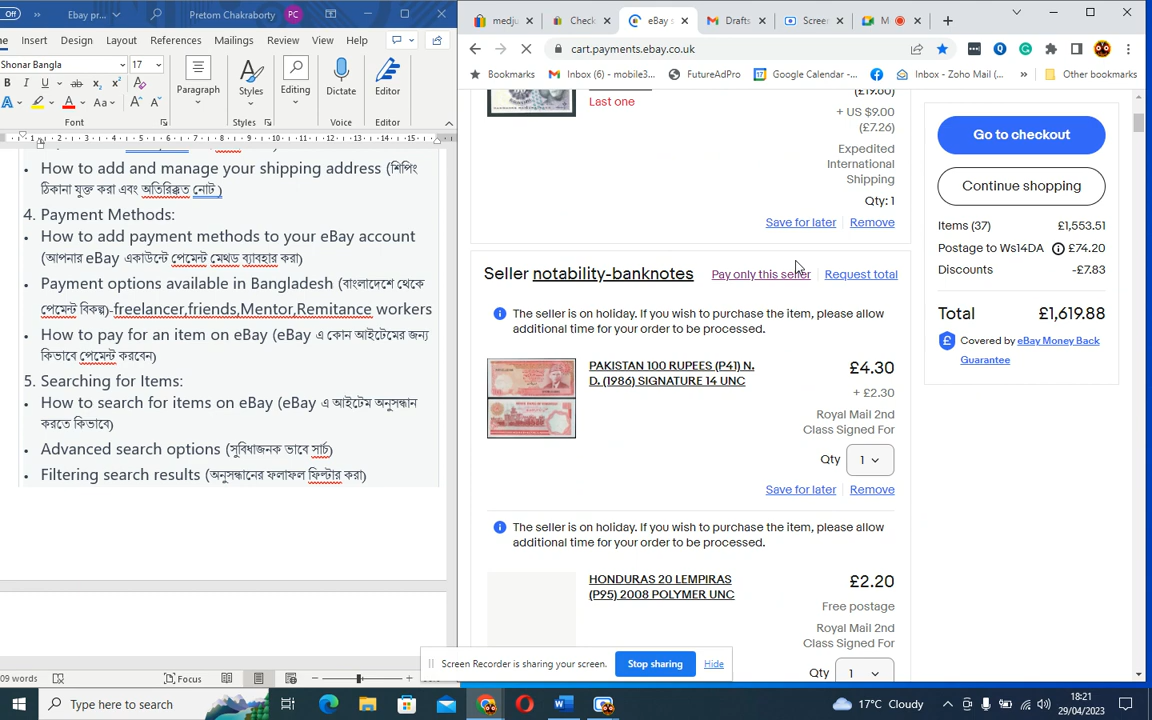 Off
Ebay pr...
Pretom Chakraborty
PC
me Insert Design Layout References Mailings Review View Help
Shonar Bangla 17
Paragraph
Styles
Editing
Dictate
Editor
Font
Styles
Voice
Editor
How to add and manage your shipping address (শিপিং
ঠিকানা যুক্ত করা এবং অতিরিক্কত নোট )
4. Payment Methods:
How to add payment methods to your eBay account
(আপনার eBay একাউন্টে পেমেন্ট মেথড ব্যাবহার করা)
Payment options available in Bangladesh (বাংলাদেশে থেকে
পেমেন্ট বিকল্প)-freelancer,friends,Mentor,Remitance workers
How to pay for an item on eBay (eBay এ কোন আইটেমের জন্য
কিভাবে পেমেন্ট করবেন)
5. Searching for Items:
How to search for items on eBay (eBay এ আইটেম অনুসন্ধান
করতে কিভাবে)
Advanced search options (সুবিধাজনক ভাবে সার্চ)
Filtering search results (অনুসন্ধানের ফলাফল ফিল্টার করা)
09 words
Focus
medju
Check
eBay s
Drafts
Screen
M
cart.payments.ebay.co.uk
Bookmarks
Inbox (6) - mobile3...
FutureAdPro
Google Calendar -...
Inbox - Zoho Mail (...
Other bookmarks
Last one
(£19.00)
+ US $9.00
(£7.26)
Expedited
International
Shipping
Qty: 1
Save for later Remove
Seller notability-banknotes Pay only this seller Request total
The seller is on holiday. If you wish to purchase the item, please allow
additional time for your order to be processed.
PAKISTAN 100 RUPEES (P41) N.
D. (1986) SIGNATURE 14 UNC
£4.30
+ £2.30
Royal Mail 2nd
Class Signed For
Qty 1
Save for later Remove
The seller is on holiday. If you wish to purchase the item, please allow
additional time for your order to be processed.
HONDURAS 20 LEMPIRAS
(P95) 2008 POLYMER UNC
£2.20
Free postage
Royal Mail 2nd
Class Signed For
Qty 1
Go to checkout
Continue shopping
Items (37) £1,553.51
Postage to Ws14DA £74.20
Discounts -£7.83
Total £1,619.88
Covered by eBay Money Back
Guarantee
Screen Recorder is sharing your screen.
Stop sharing
Hide
Type here to search
17°C Cloudy
18:21
29/04/2023